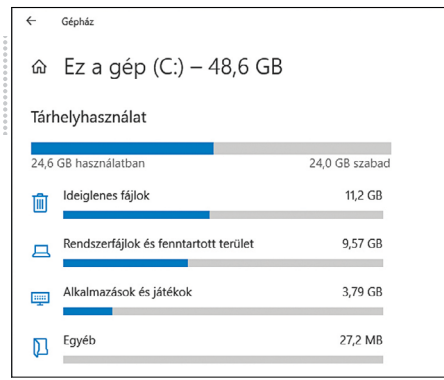 Gépház
Ez a gép (C:) – 48,6 GB
Tárhelyhasználat
24,6 GB használatban 24,0 GB szabad
Ideiglenes fájlok 11,2 GB
Rendszerfájlok és fenntartott terület 9,57 GB
Alkalmazások és játékok 3,79 GB
Egyéb 27,2 MB